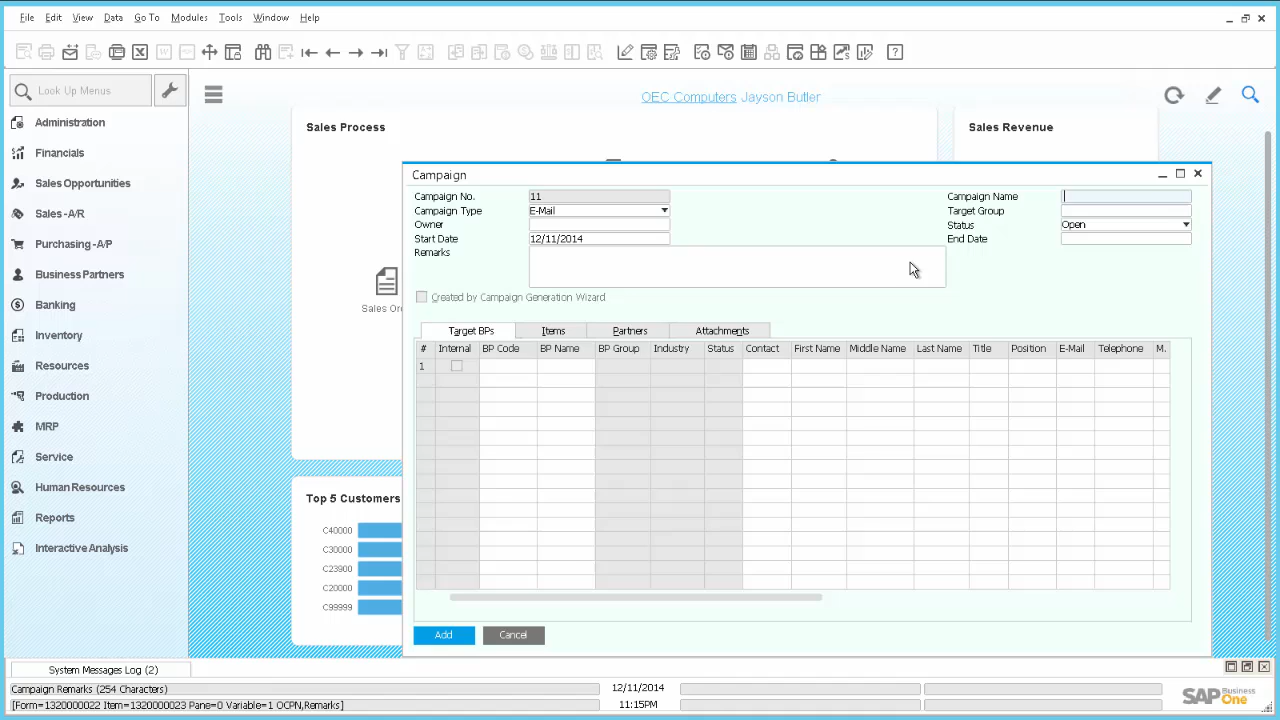 File Edit View Data Go To Modules Tools Window Help
Look Up Menus
OEC Computers Jayson Butler
Administration
Financials
Sales Opportunities
Sales - A/R
Purchasing - A/P
Business Partners
Banking
Inventory
Resources
Production
MRP
Service
Human Resources
Reports
Interactive Analysis
Sales Process
Sales Revenue
Sales Or
Top 5 Customers
C40000
C30000
C23900
C20000
C99999
Campaign
Campaign No. 11
Campaign Type E-Mail
Owner
Start Date 12/11/2014
Remarks
Campaign Name
Target Group
Status Open
End Date
Created by Campaign Generation Wizard
Target BPs Items Partners Attachments
# Internal BP Code BP Name BP Group Industry Status Contact First Name Middle Name Last Name Title Position E-Mail Telephone M.
1
Add Cancel
System Messages Log (2)
Campaign Remarks (254 Characters)
12/11/2014
[Form=1320000022 Item=1320000023 Pane=0 Variable=1 OCPN,Remarks]
11:15PM
SAP Business One